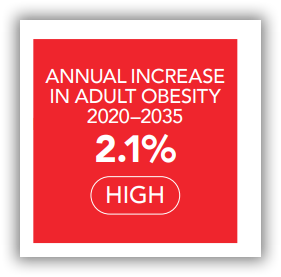 ANNUAL INCREASE
IN ADULT OBESITY
2020–2035
2.1%
HIGH